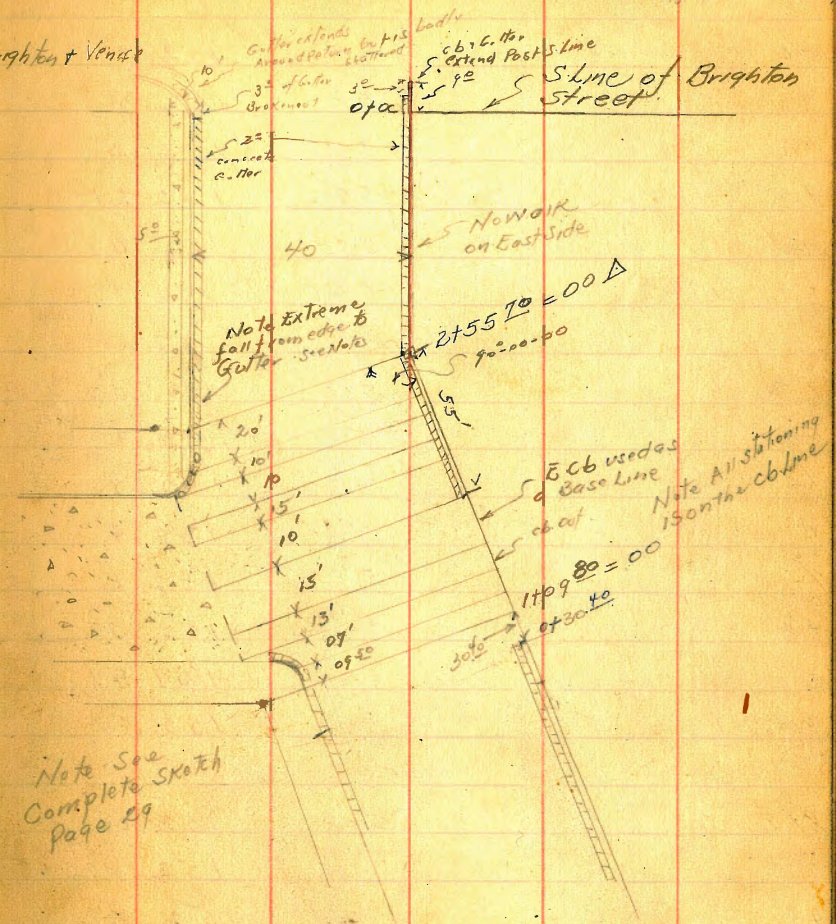 ghton + Venice
Gutter extends
Around Return but is badly
shattered
10'
3º of Gutter
Broken out
cb & Gutter
extend Past S. Line
9º
3º
0+00
S. Line of Brighton
Street
2º
concrete
Gutter
5º
40
No walk
on East Side
Note Extreme
fall from edge to
Gutter see Notes
2+55 70 = 00 Δ
90º-00-00
55'
20'
10'
10
15'
10'
15'
13'
07'
09 50
E Cb used as
a Base Line
Note All stationing
is on the Cb Line
cb out
1+09 80 = 00
0+30 40
30 40
Note See
Complete Sketch
Page 29